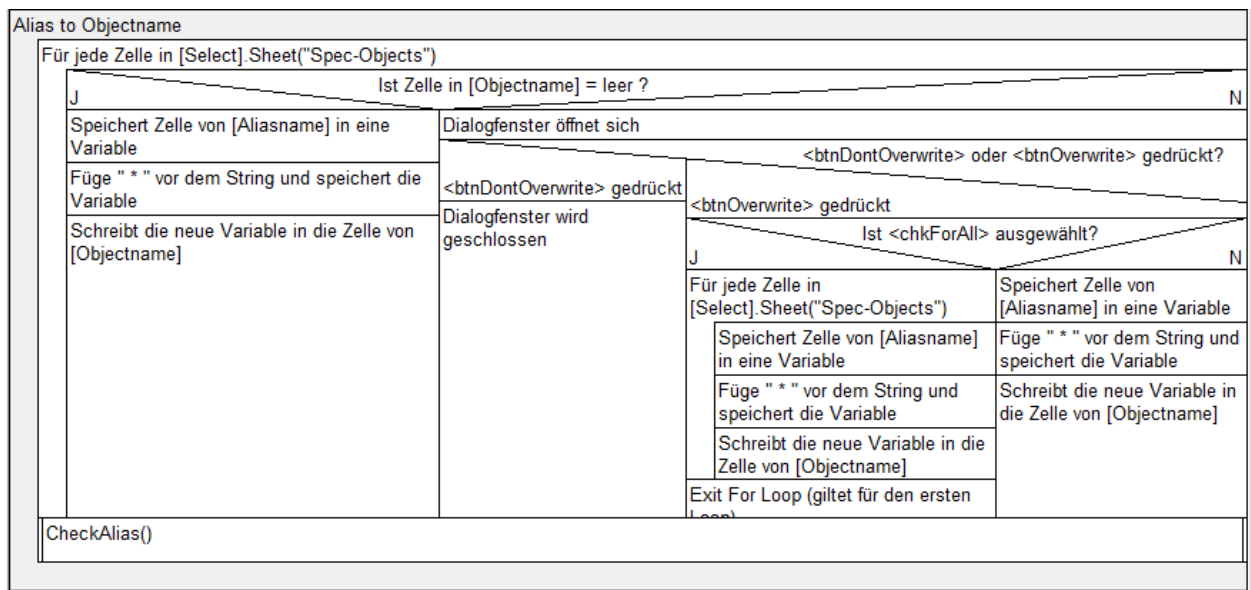 Alias to Objectname
Für jede Zelle in [Select].Sheet("Spec-Objects")
Ist Zelle in [Objectname] = leer ?
J
N
Speichert Zelle von [Aliasname] in eine
Variable
Füge " * " vor dem String und speichert die
Variable
Schreibt die neue Variable in die Zelle von
[Objectname]
Dialogfenster öffnet sich
<btnDontOverwrite> oder <btnOverwrite> gedrückt?
<btnDontOverwrite> gedrückt
Dialogfenster wird
geschlossen
<btnOverwrite> gedrückt
Ist <chkForAll> ausgewählt?
J
N
Für jede Zelle in
[Select].Sheet("Spec-Objects")
Speichert Zelle von [Aliasname]
in eine Variable
Füge " * " vor dem String und
speichert die Variable
Schreibt die neue Variable in die
Zelle von [Objectname]
Exit For Loop (giltet für den ersten
Loop)
Speichert Zelle von
[Aliasname] in eine Variable
Füge " * " vor dem String und
speichert die Variable
Schreibt die neue Variable in
die Zelle von [Objectname]
CheckAlias()